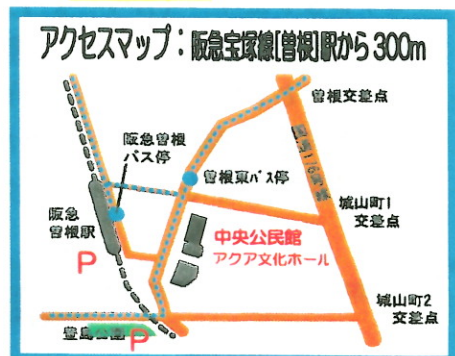 アクセスマップ：阪急宝塚線[曽根]駅から300m
曽根交差点
阪急曽根
バス停
国道176号線
曽根東バス停
城山町1
交差点
阪急
曽根駅
中央公民館
アクア文化ホール
P
城山町2
交差点
豊島公園
P